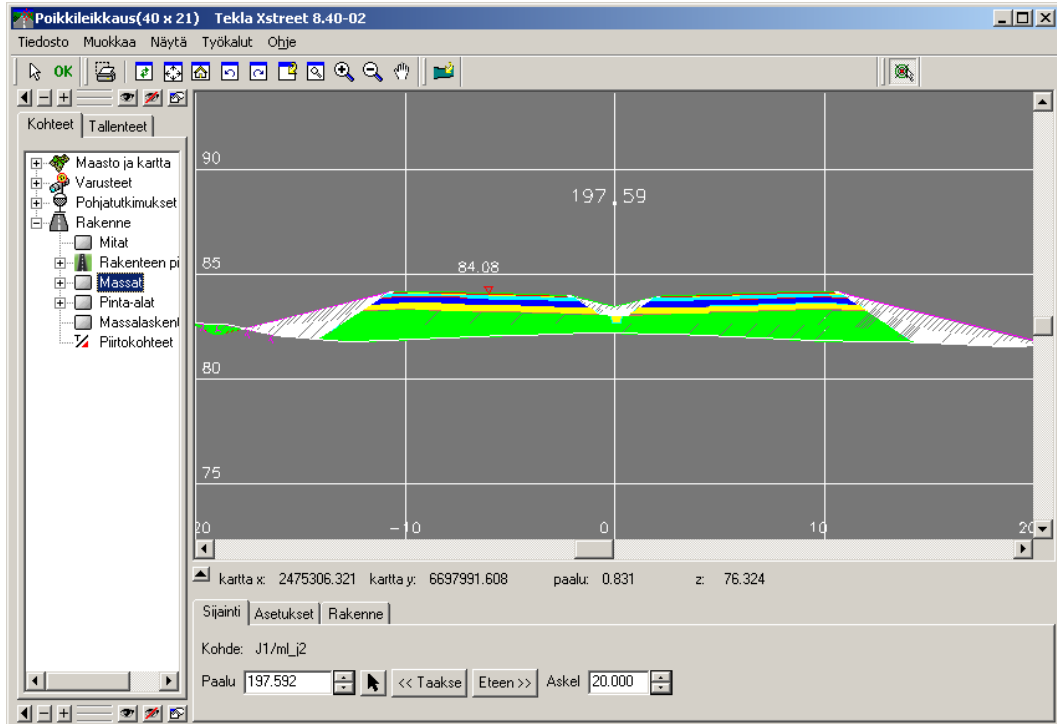 Poikkileikkaus(40 x 21) Tekla Xstreet 8.40-02
Tiedosto Muokkaa Näytä Työkalut Ohje
OK
Kohteet Tallenteet
Maasto ja kartta
Varusteet
Pohjatutkimukset
Rakenne
Mitat
Rakenteen pi
Massat
Pinta-alat
Massalaskent
Piirtokohteet
90
197.59
85
84.08
80
75
20 -10 0 10 20
kartta x: 2475306.321 kartta y: 6697991.608 paalu: 0.831 z: 76.324
Sijainti Asetukset Rakenne
Kohde: J1/ml_j2
Paalu 197.592 << Taakse Eteen >> Askel 20.000